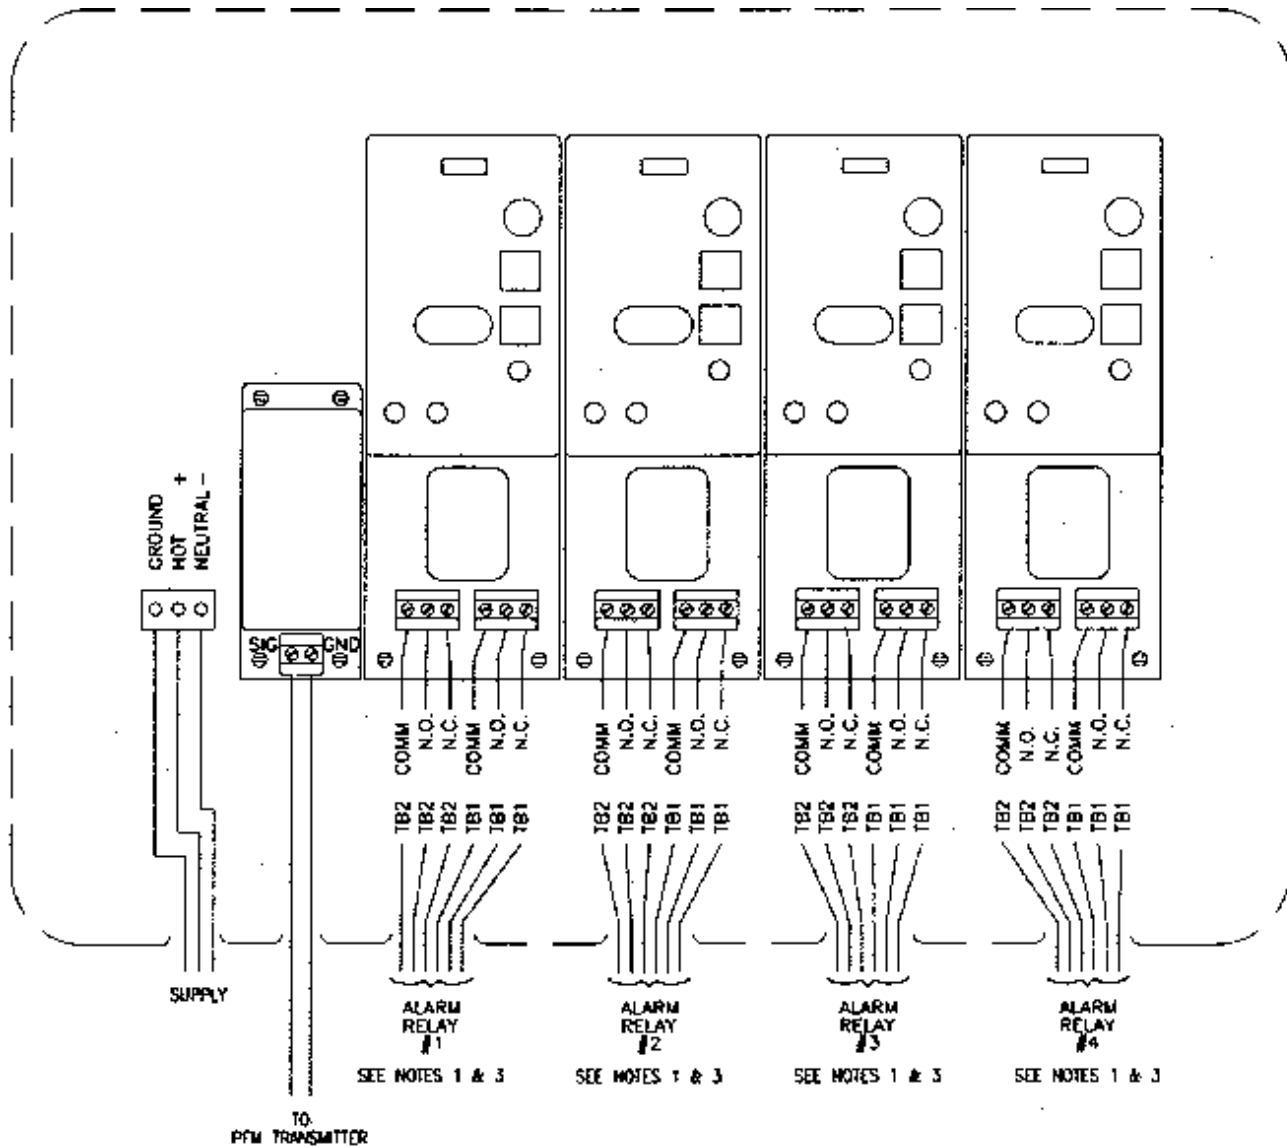 GROUND
HOT +
NEUTRAL -
SIG GND
COMM N.O. N.C. COMM N.O. N.C.
COMM N.O. N.C. COMM N.O. N.C.
COMM N.O. N.C. COMM N.O. N.C.
COMM N.O. N.C. COMM N.O. N.C.
TB2 TB2 TB2 TB1 TB1 TB1
TB2 TB2 TB2 TB1 TB1 TB1
TB2 TB2 TB2 TB1 TB1 TB1
TB2 TB2 TB2 TB1 TB1 TB1
SUPPLY
ALARM
RELAY
#1
SEE NOTES 1 & 3
ALARM
RELAY
#2
SEE NOTES 1 & 3
ALARM
RELAY
#3
SEE NOTES 1 & 3
ALARM
RELAY
#4
SEE NOTES 1 & 3
TO
PFM TRANSMITTER